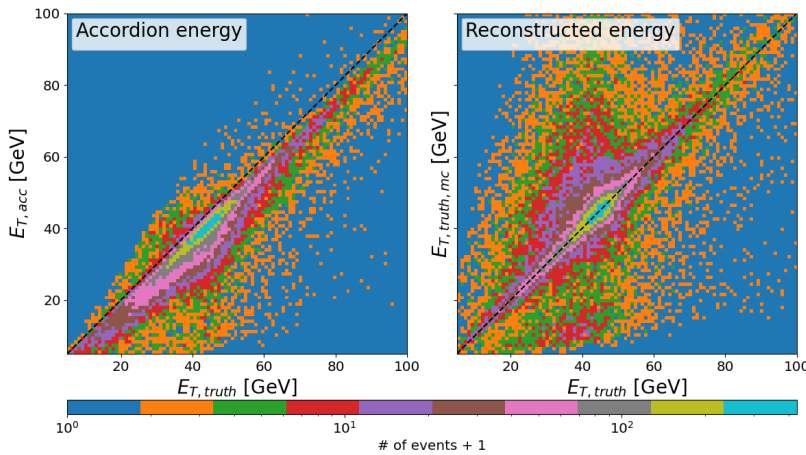 Accordion energy
Reconstructed energy
100
80
60
40
20
E_{T,acc} [GeV]
E_{T,truth,mc} [GeV]
20 40 60 80 100
20 40 60 80 100
E_{T,truth} [GeV]
E_{T,truth} [GeV]
10^0 10^1 10^2
# of events + 1